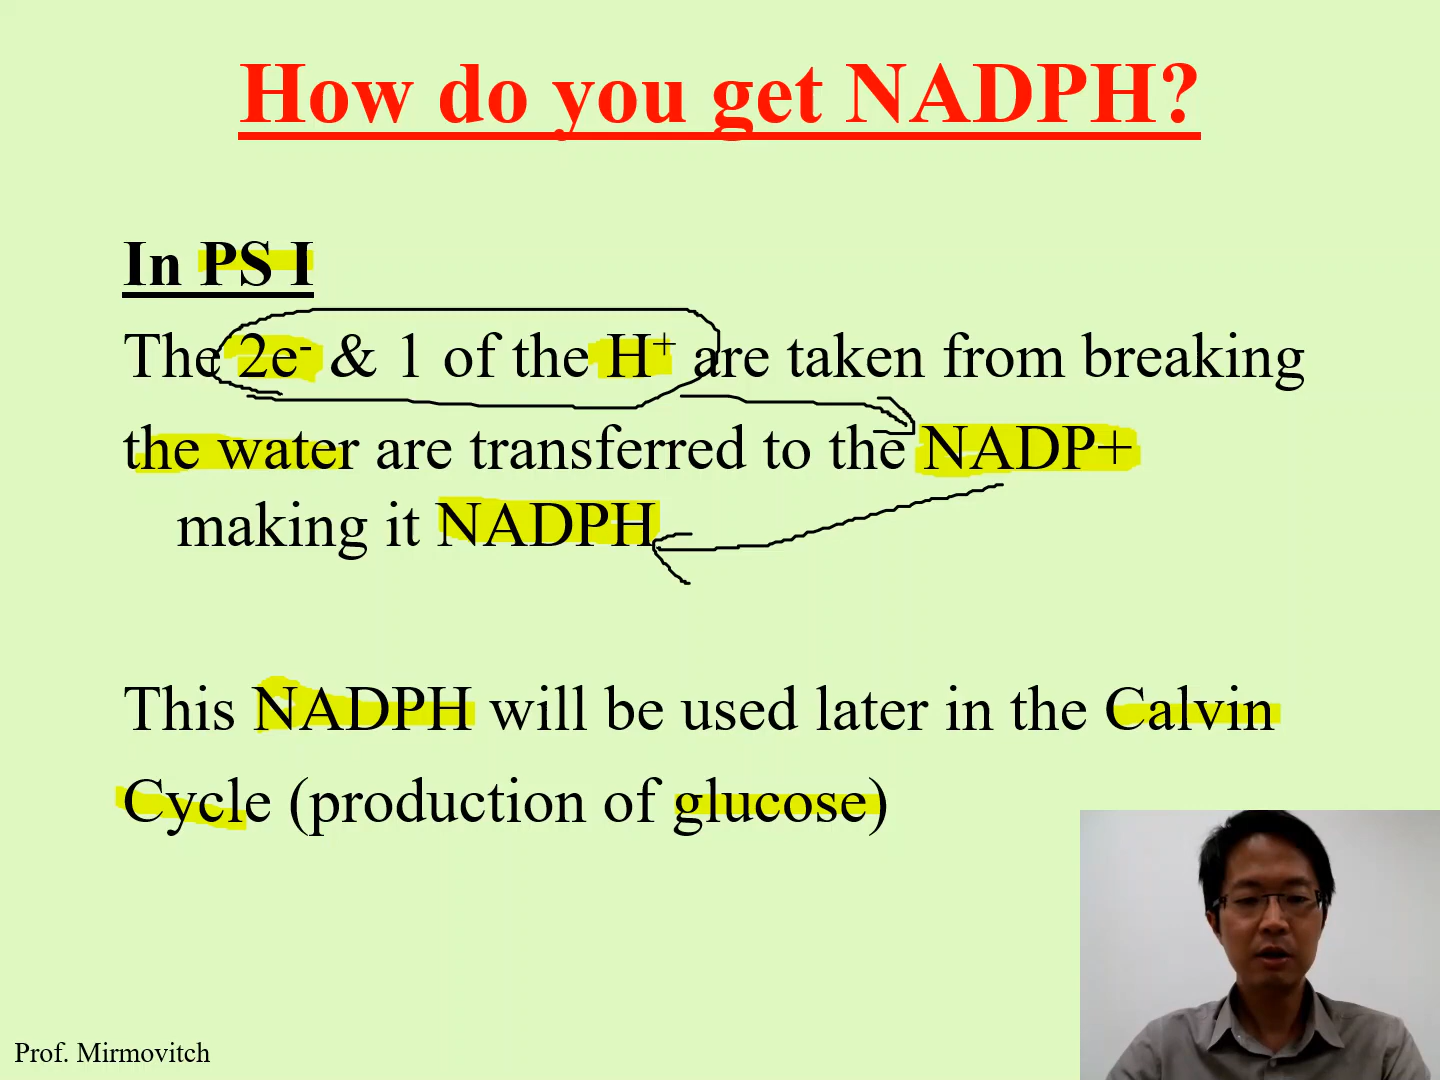 How do you get NADPH?
In PS I
The 2e⁻ & 1 of the H⁺ are taken from breaking
the water are transferred to the NADP+
making it NADPH
This NADPH will be used later in the Calvin
Cycle (production of glucose)
Prof. Mirmovitch